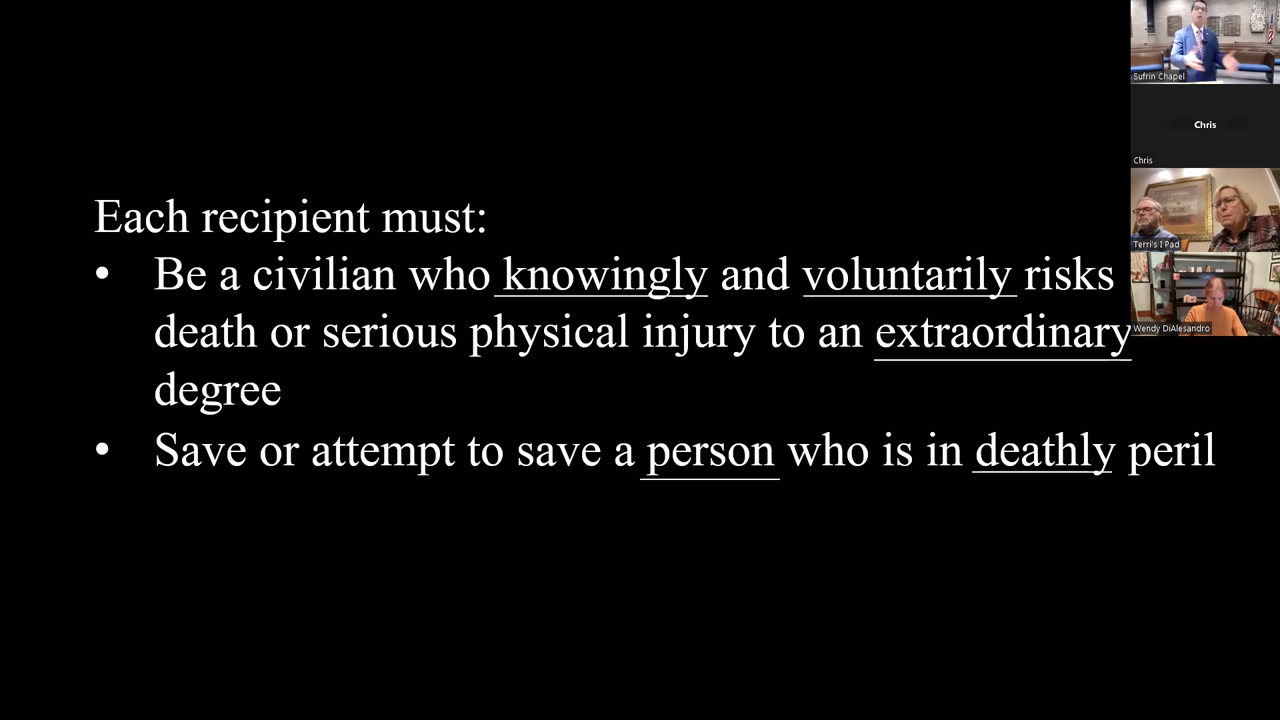 Each recipient must:
• Be a civilian who knowingly and voluntarily risks
death or serious physical injury to an extraordinary
degree
• Save or attempt to save a person who is in deathly peril
Sufrin Chapel
Chris
Chris
Terri's I Pad
Wendy DiAlesandro